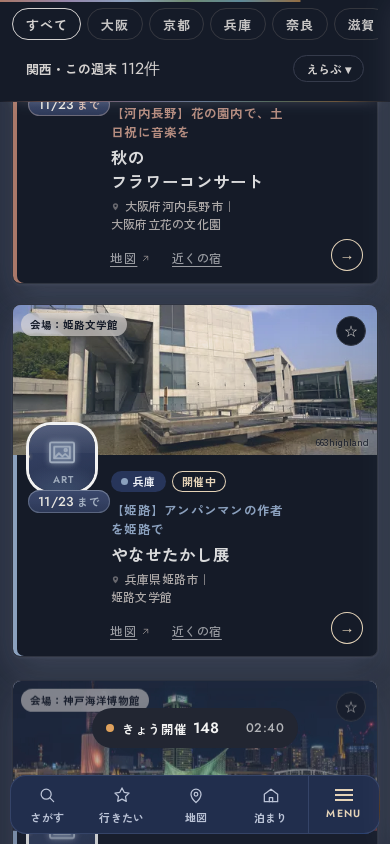 すべて
大阪
京都
兵庫
奈良
滋賀
関西・この週末 112件
えらぶ ▾
11/23 まで
【河内長野】花の園内で、土
日祝に音楽を
秋の
フラワーコンサート
大阪府河内長野市｜
大阪府立花の文化園
地図 ↗
近くの宿
→
会場：姫路文学館
☆
663highland
ART
11/23 まで
兵庫
開催中
【姫路】アンパンマンの作者
を姫路で
やなせたかし展
兵庫県姫路市｜
姫路文学館
地図 ↗
近くの宿
→
会場：神戸海洋博物館
☆
きょう開催 148
02:40
さがす
行きたい
地図
泊まり
MENU